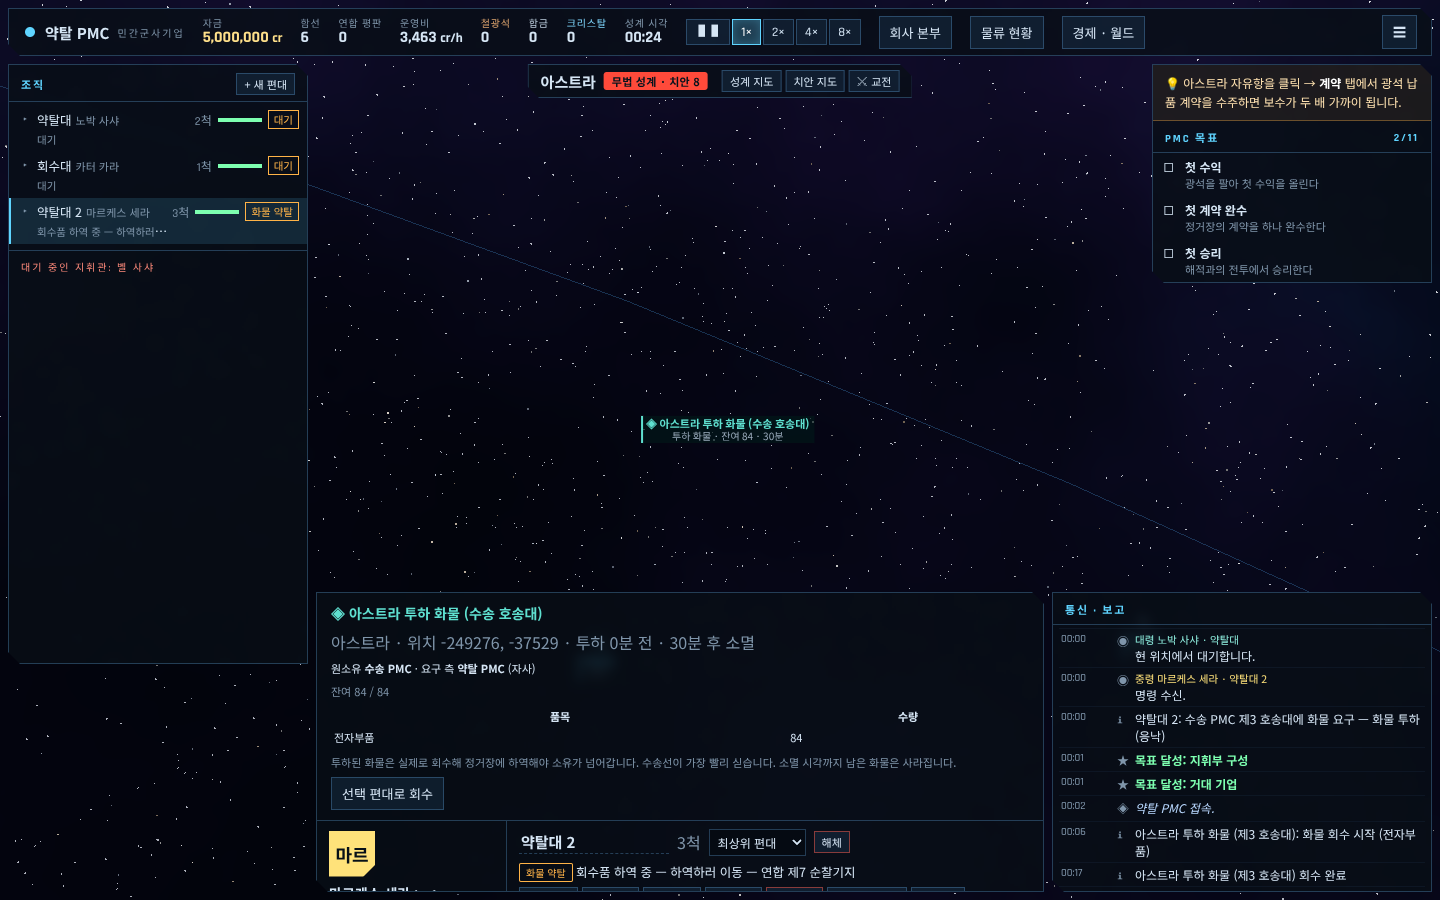 약탈 PMC 민간군사기업
자금 5,000,000 cr
함선 6
연합 평판 0
운영비 3,463 cr/h
철광석 0
합금 0
크리스탈 0
성계 시각 00:24
1× 2× 4× 8×
회사 본부
물류 현황
경제 · 월드
조직
+ 새 편대
약탈대 노박 사샤 2척 대기
대기
회수대 카터 카라 1척 대기
대기
약탈대 2 마르케스 세라 3척 화물 약탈
회수품 하역 중 — 하역하러…
대기 중인 지휘관: 벨 사샤
아스트라 무법 성계 · 치안 8 성계 지도 치안 지도 ⚔ 교전
💡 아스트라 자유항을 클릭 → 계약 탭에서 광석 납
품 계약을 수주하면 보수가 두 배 가까이 됩니다.
PMC 목표 2/11
☐ 첫 수익
광석을 팔아 첫 수익을 올린다
☐ 첫 계약 완수
정거장의 계약을 하나 완수한다
☐ 첫 승리
해적과의 전투에서 승리한다
◈ 아스트라 투하 화물 (수송 호송대)
투하 화물 · 잔여 84 · 30분
◈ 아스트라 투하 화물 (수송 호송대)
아스트라 · 위치 -249276, -37529 · 투하 0분 전 · 30분 후 소멸
원소유 수송 PMC · 요구 측 약탈 PMC (자사)
잔여 84 / 84
품목 수량
전자부품 84
투하된 화물은 실제로 회수해 정거장에 하역해야 소유가 넘어갑니다. 수송선이 가장 빨리 싣습니다. 소멸 시각까지 남은 화물은 사라집니다.
선택 편대로 회수
마르
약탈대 2 3척 최상위 편대 해체
화물 약탈 회수품 하역 중 — 하역하러 이동 — 연합 제7 순찰기지
통신 · 보고
00:00 ◉ 대령 노박 사샤 · 약탈대
현 위치에서 대기합니다.
00:00 ◉ 중령 마르케스 세라 · 약탈대 2
명령 수신.
00:00 ℹ 약탈대 2: 수송 PMC 제3 호송대에 화물 요구 — 화물 투하
(응낙)
00:01 ★ 목표 달성: 지휘부 구성
00:01 ★ 목표 달성: 거대 기업
00:02 ◈ 약탈 PMC 접속.
00:06 ℹ 아스트라 투하 화물 (제3 호송대): 화물 회수 시작 (전자부
품)
00:17 ℹ 아스트라 투하 화물 (제3 호송대) 회수 완료